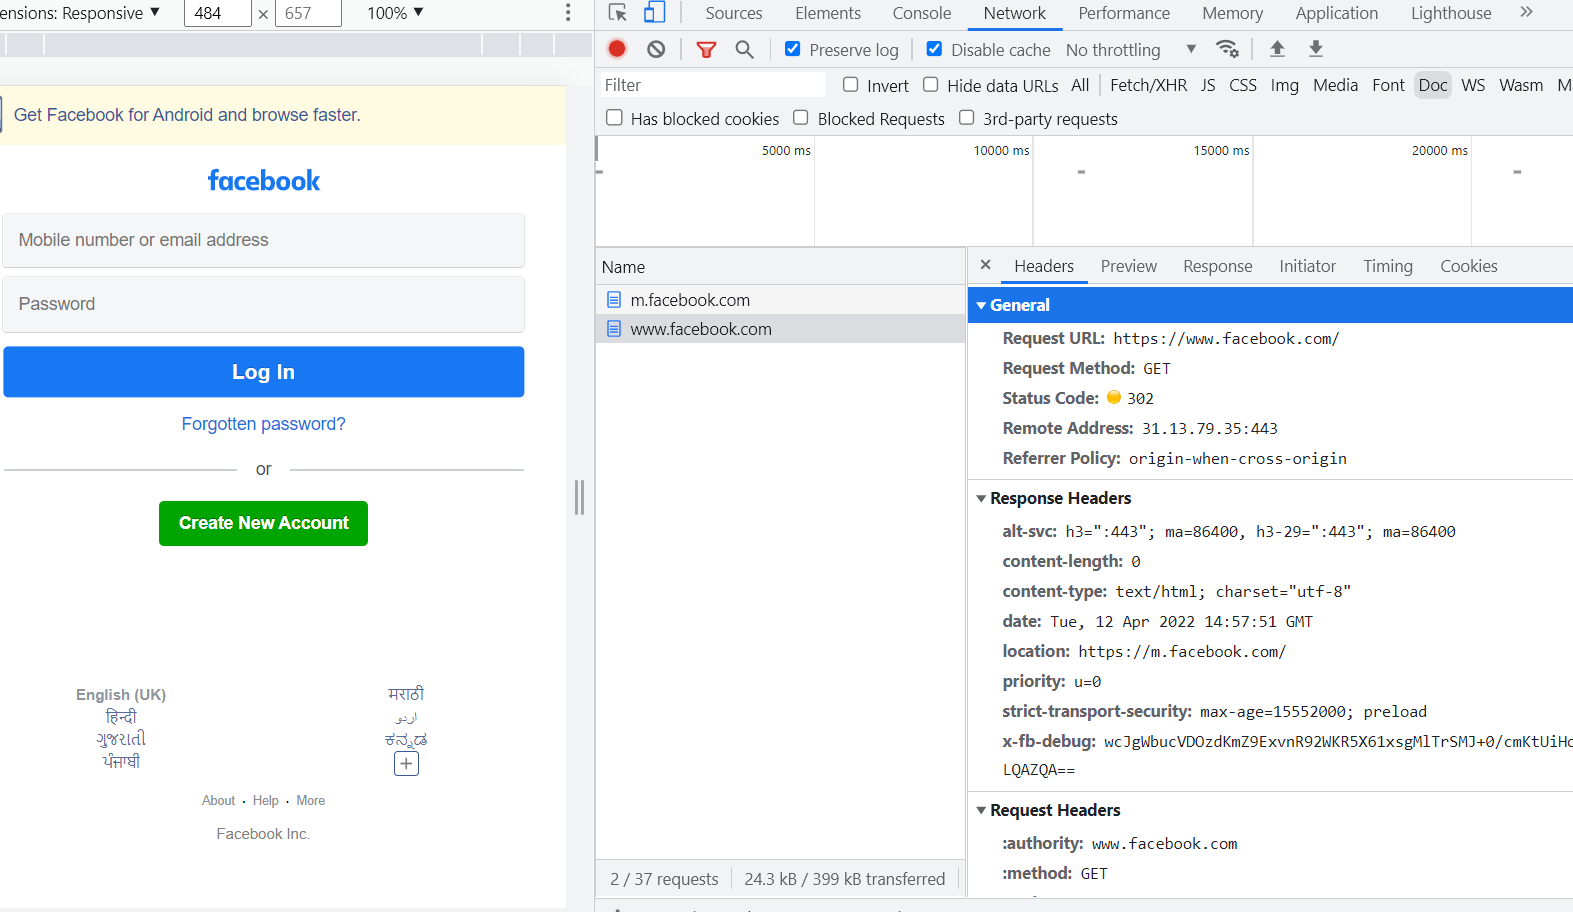 ensions: Responsive ▼ 484 × 657 100% ▼
Sources Elements Console Network Performance Memory Application Lighthouse »
Preserve log Disable cache No throttling ▼
Filter Invert Hide data URLs All Fetch/XHR JS CSS Img Media Font Doc WS Wasm Ma
Has blocked cookies Blocked Requests 3rd-party requests
5000 ms 10000 ms 15000 ms 20000 ms
Get Facebook for Android and browse faster.
facebook
Mobile number or email address
Password
Log In
Forgotten password?
or
Create New Account
English (UK) मराठी
हिन्दी اردو
ગુજરાતી ಕನ್ನಡ
ਪੰਜਾਬੀ +
About · Help · More
Facebook Inc.
Name
m.facebook.com
www.facebook.com
2 / 37 requests 24.3 kB / 399 kB transferred
× Headers Preview Response Initiator Timing Cookies
General
Request URL: https://www.facebook.com/
Request Method: GET
Status Code: 302
Remote Address: 31.13.79.35:443
Referrer Policy: origin-when-cross-origin
Response Headers
alt-svc: h3=":443"; ma=86400, h3-29=":443"; ma=86400
content-length: 0
content-type: text/html; charset="utf-8"
date: Tue, 12 Apr 2022 14:57:51 GMT
location: https://m.facebook.com/
priority: u=0
strict-transport-security: max-age=15552000; preload
x-fb-debug: wcJgWbucVDOzdKmZ9ExvnR92WKR5X61xsgMlTrSMJ+0/cmKtUiHc
LQAZQA==
Request Headers
:authority: www.facebook.com
:method: GET